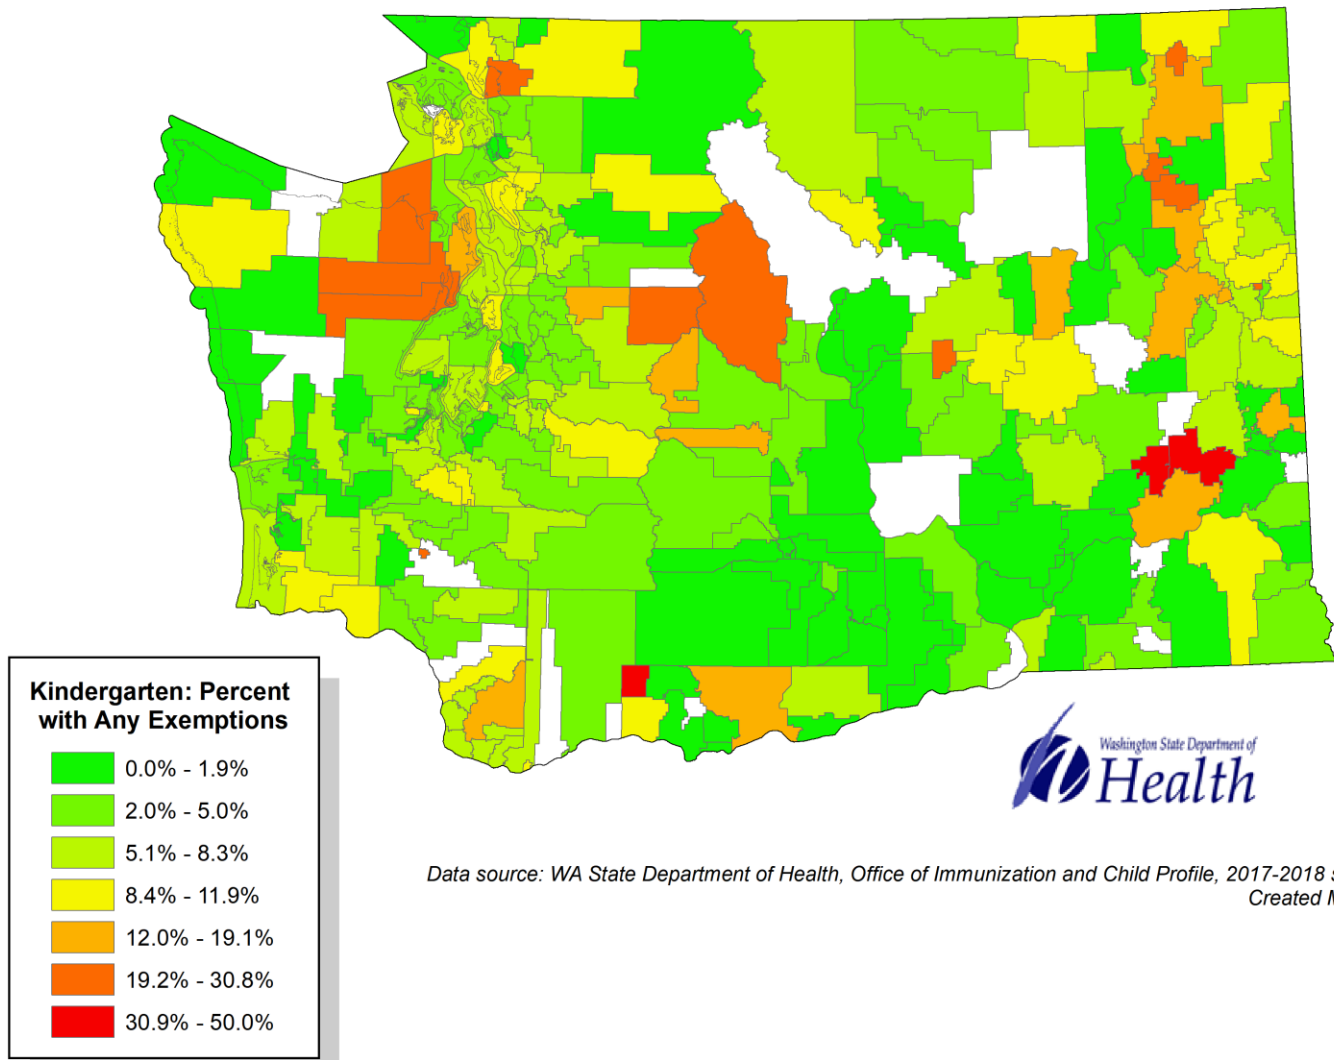 Kindergarten: Percent
with Any Exemptions
0.0% - 1.9%
2.0% - 5.0%
5.1% - 8.3%
8.4% - 11.9%
12.0% - 19.1%
19.2% - 30.8%
30.9% - 50.0%
Washington State Department of
Health
Data source: WA State Department of Health, Office of Immunization and Child Profile, 2017-2018 s
Created M